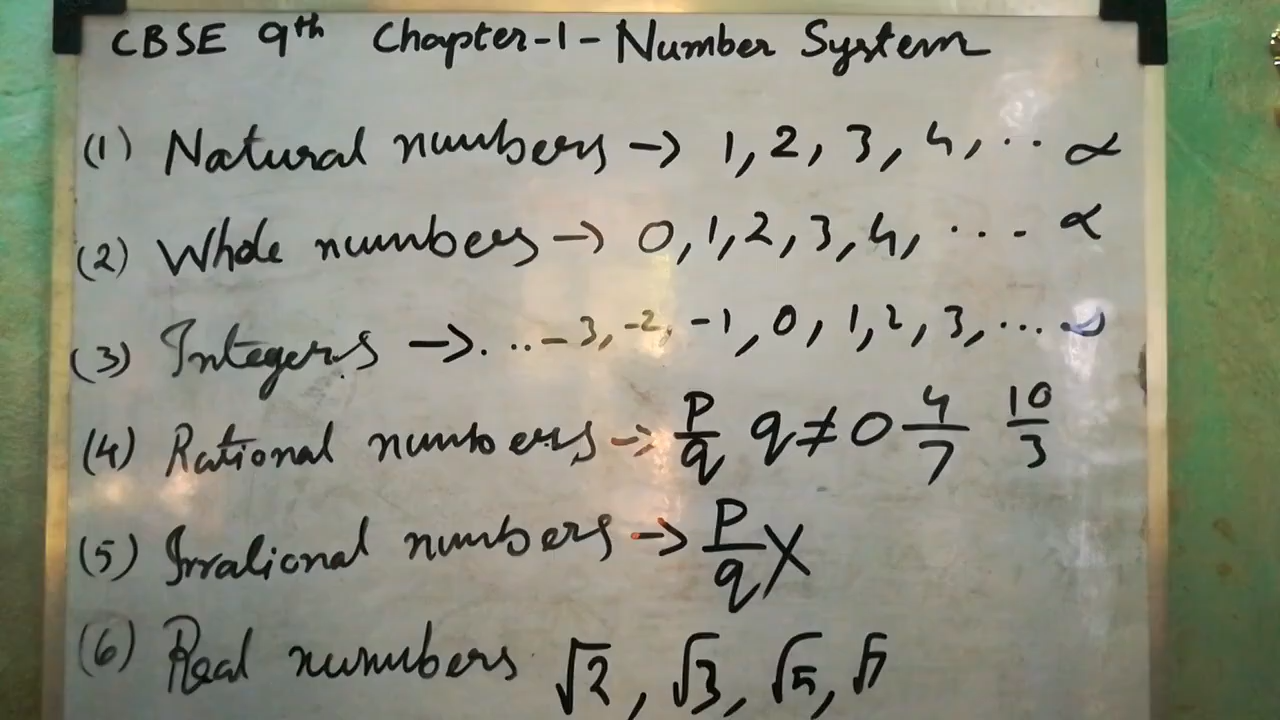 CBSE 9th Chapter-1 - Number System
(1) Natural numbers → 1, 2, 3, 4, ... ∝
(2) Whole numbers → 0, 1, 2, 3, 4, .... ∝
(3) Integers → ... -3, -2, -1, 0, 1, 2, 3, ... ∞
(4) Rational numbers → p/q q ≠ 0 4/7 10/3
(5) Irrational numbers → p/q X
(6) Real numbers √2, √3, √5, √7